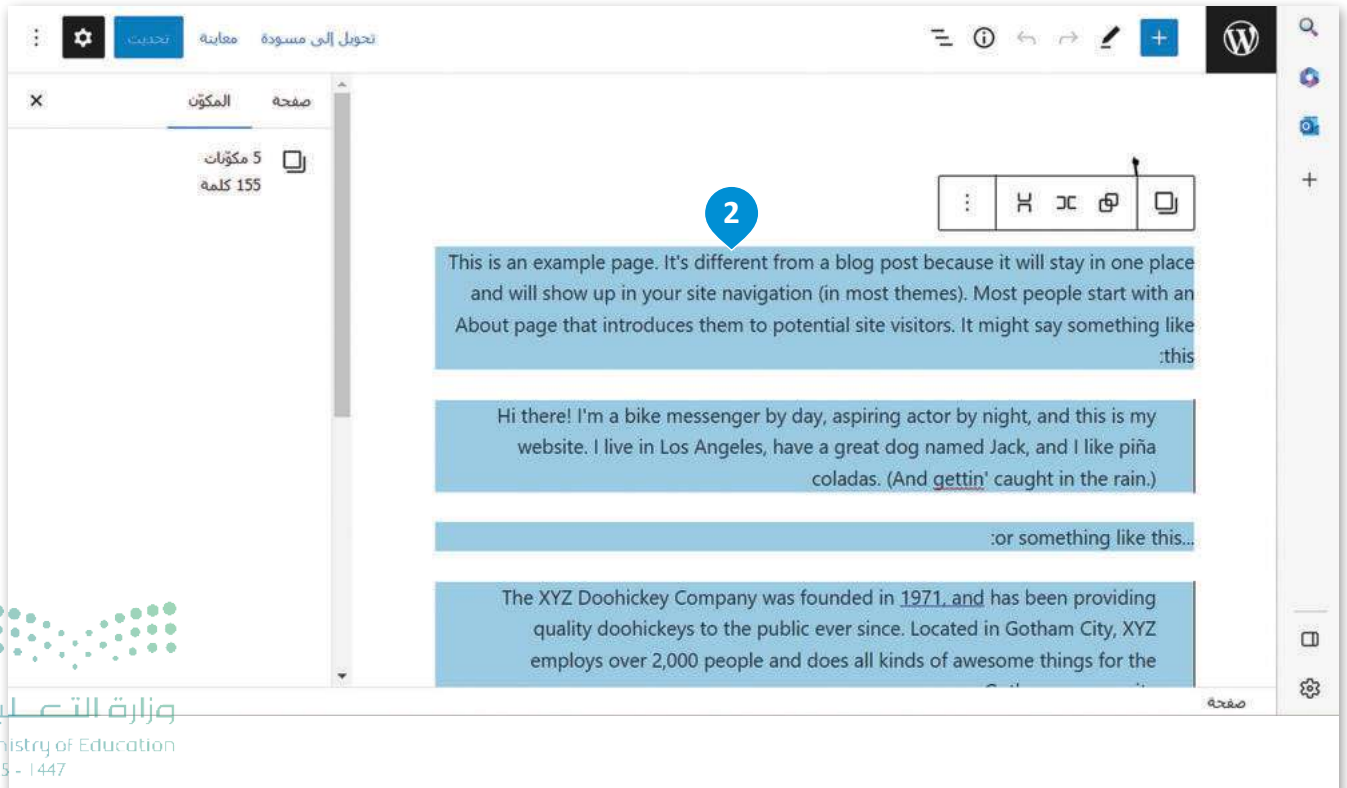 تحويل إلى مسودة
معاينة
تحديث
صفحة
المكوّن
5 مكوّنات
155 كلمة
2
This is an example page. It's different from a blog post because it will stay in one place
and will show up in your site navigation (in most themes). Most people start with an
About page that introduces them to potential site visitors. It might say something like
:this
Hi there! I'm a bike messenger by day, aspiring actor by night, and this is my
website. I live in Los Angeles, have a great dog named Jack, and I like piña
coladas. (And gettin' caught in the rain.)
:or something like this...
The XYZ Doohickey Company was founded in 1971, and has been providing
quality doohickeys to the public ever since. Located in Gotham City, XYZ
employs over 2,000 people and does all kinds of awesome things for the
صفحة
وزارة
of Education
1447